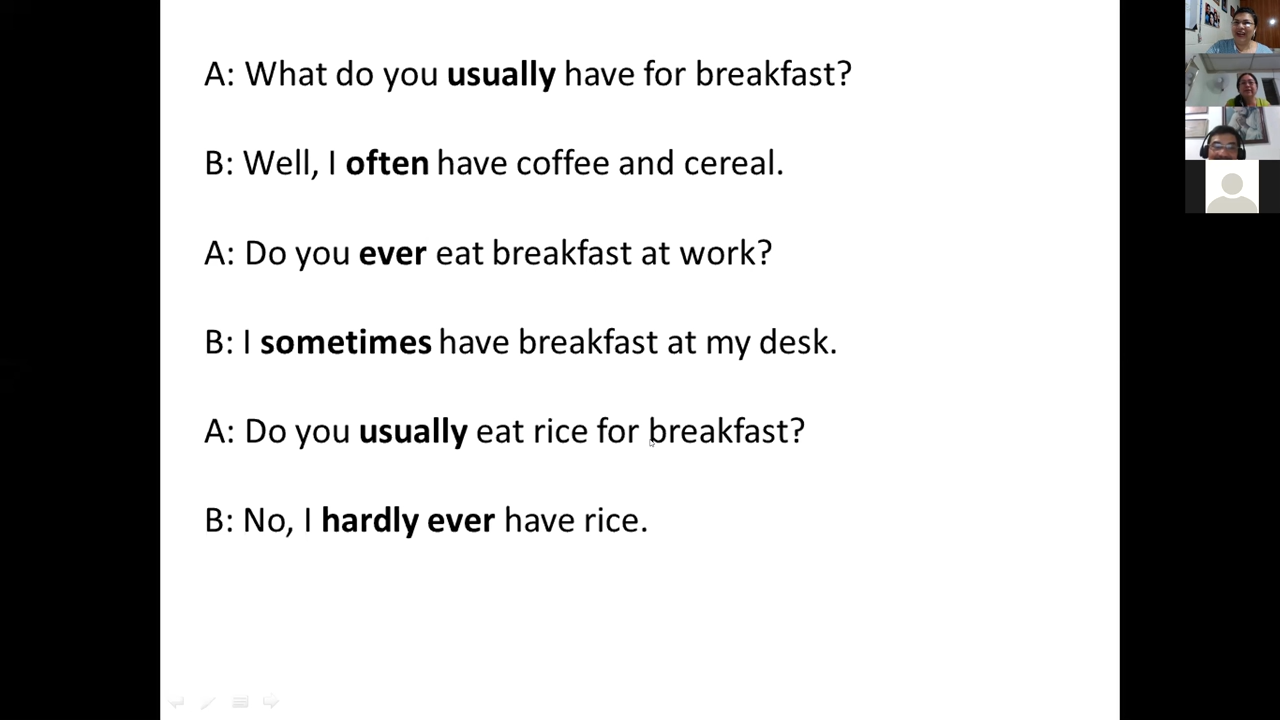 A: What do you usually have for breakfast?
B: Well, I often have coffee and cereal.
A: Do you ever eat breakfast at work?
B: I sometimes have breakfast at my desk.
A: Do you usually eat rice for breakfast?
B: No, I hardly ever have rice.